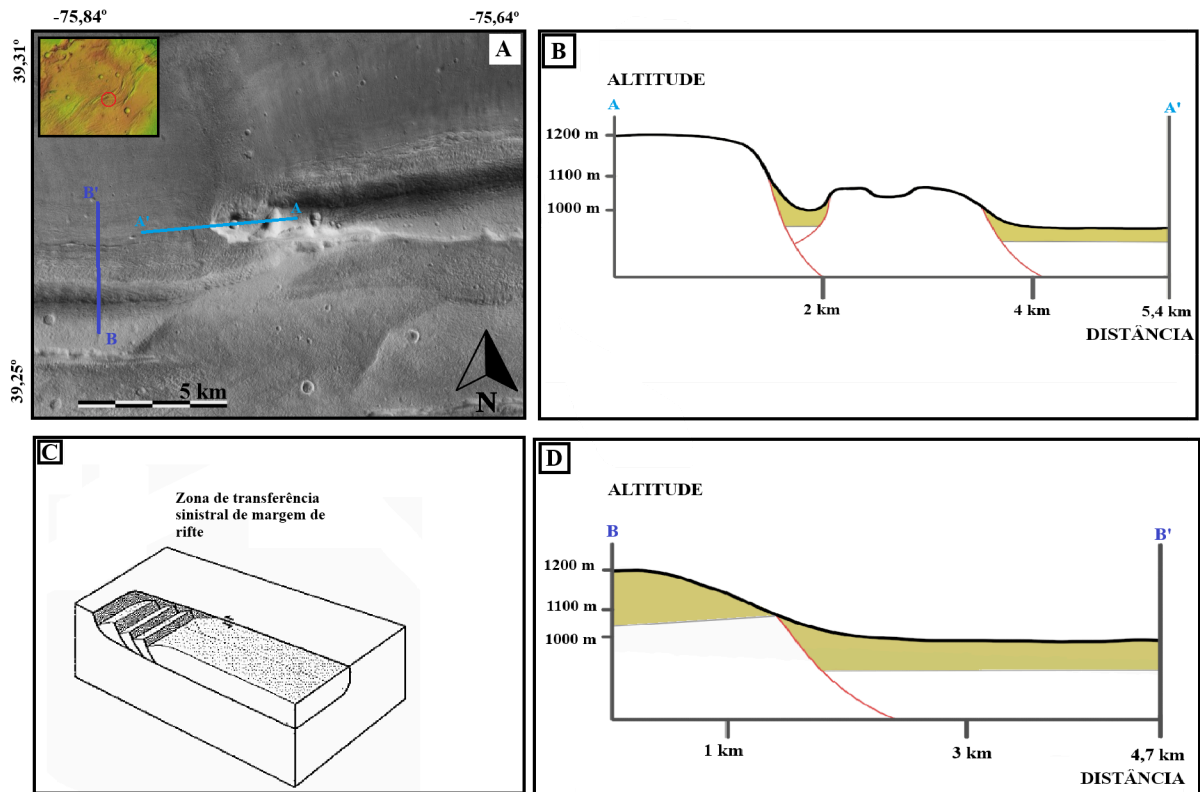 -75,84º
-75,64º
39,31º
39,25º
A
B'
A'
A
B
5 km
N
B
ALTITUDE
A
A'
1200 m
1100 m
1000 m
2 km
4 km
5,4 km
DISTÂNCIA
C
Zona de transferência
sinistral de margem de
rifte
D
ALTITUDE
B
B'
1200 m
1100 m
1000 m
1 km
3 km
4,7 km
DISTÂNCIA